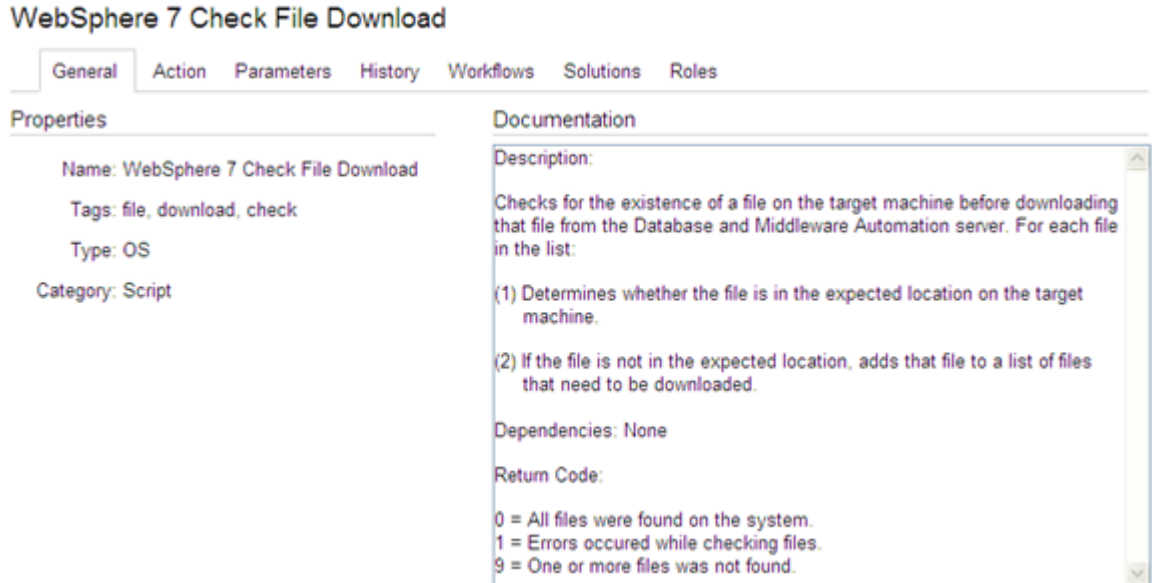 WebSphere 7 Check File Download
General Action Parameters History Workflows Solutions Roles
Properties
Name: WebSphere 7 Check File Download
Tags: file, download, check
Type: OS
Category: Script
Documentation
Description:
Checks for the existence of a file on the target machine before downloading
that file from the Database and Middleware Automation server. For each file
in the list:
(1) Determines whether the file is in the expected location on the target
machine.
(2) If the file is not in the expected location, adds that file to a list of files
that need to be downloaded.
Dependencies: None
Return Code:
0 = All files were found on the system.
1 = Errors occured while checking files.
9 = One or more files was not found.